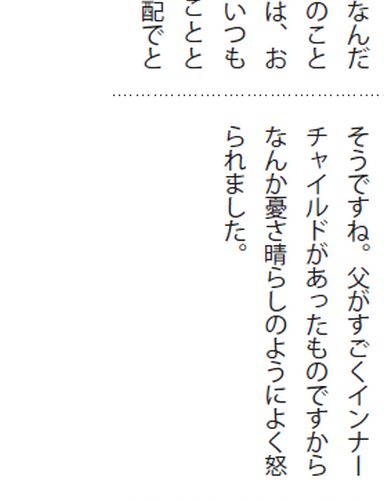 なんだ
のこと
は、お
いつも
ことと
配でと
そうですね。父がすごくインナー
チャイルドがあったものですから
なんか憂さ晴らしのようによく怒
られました。